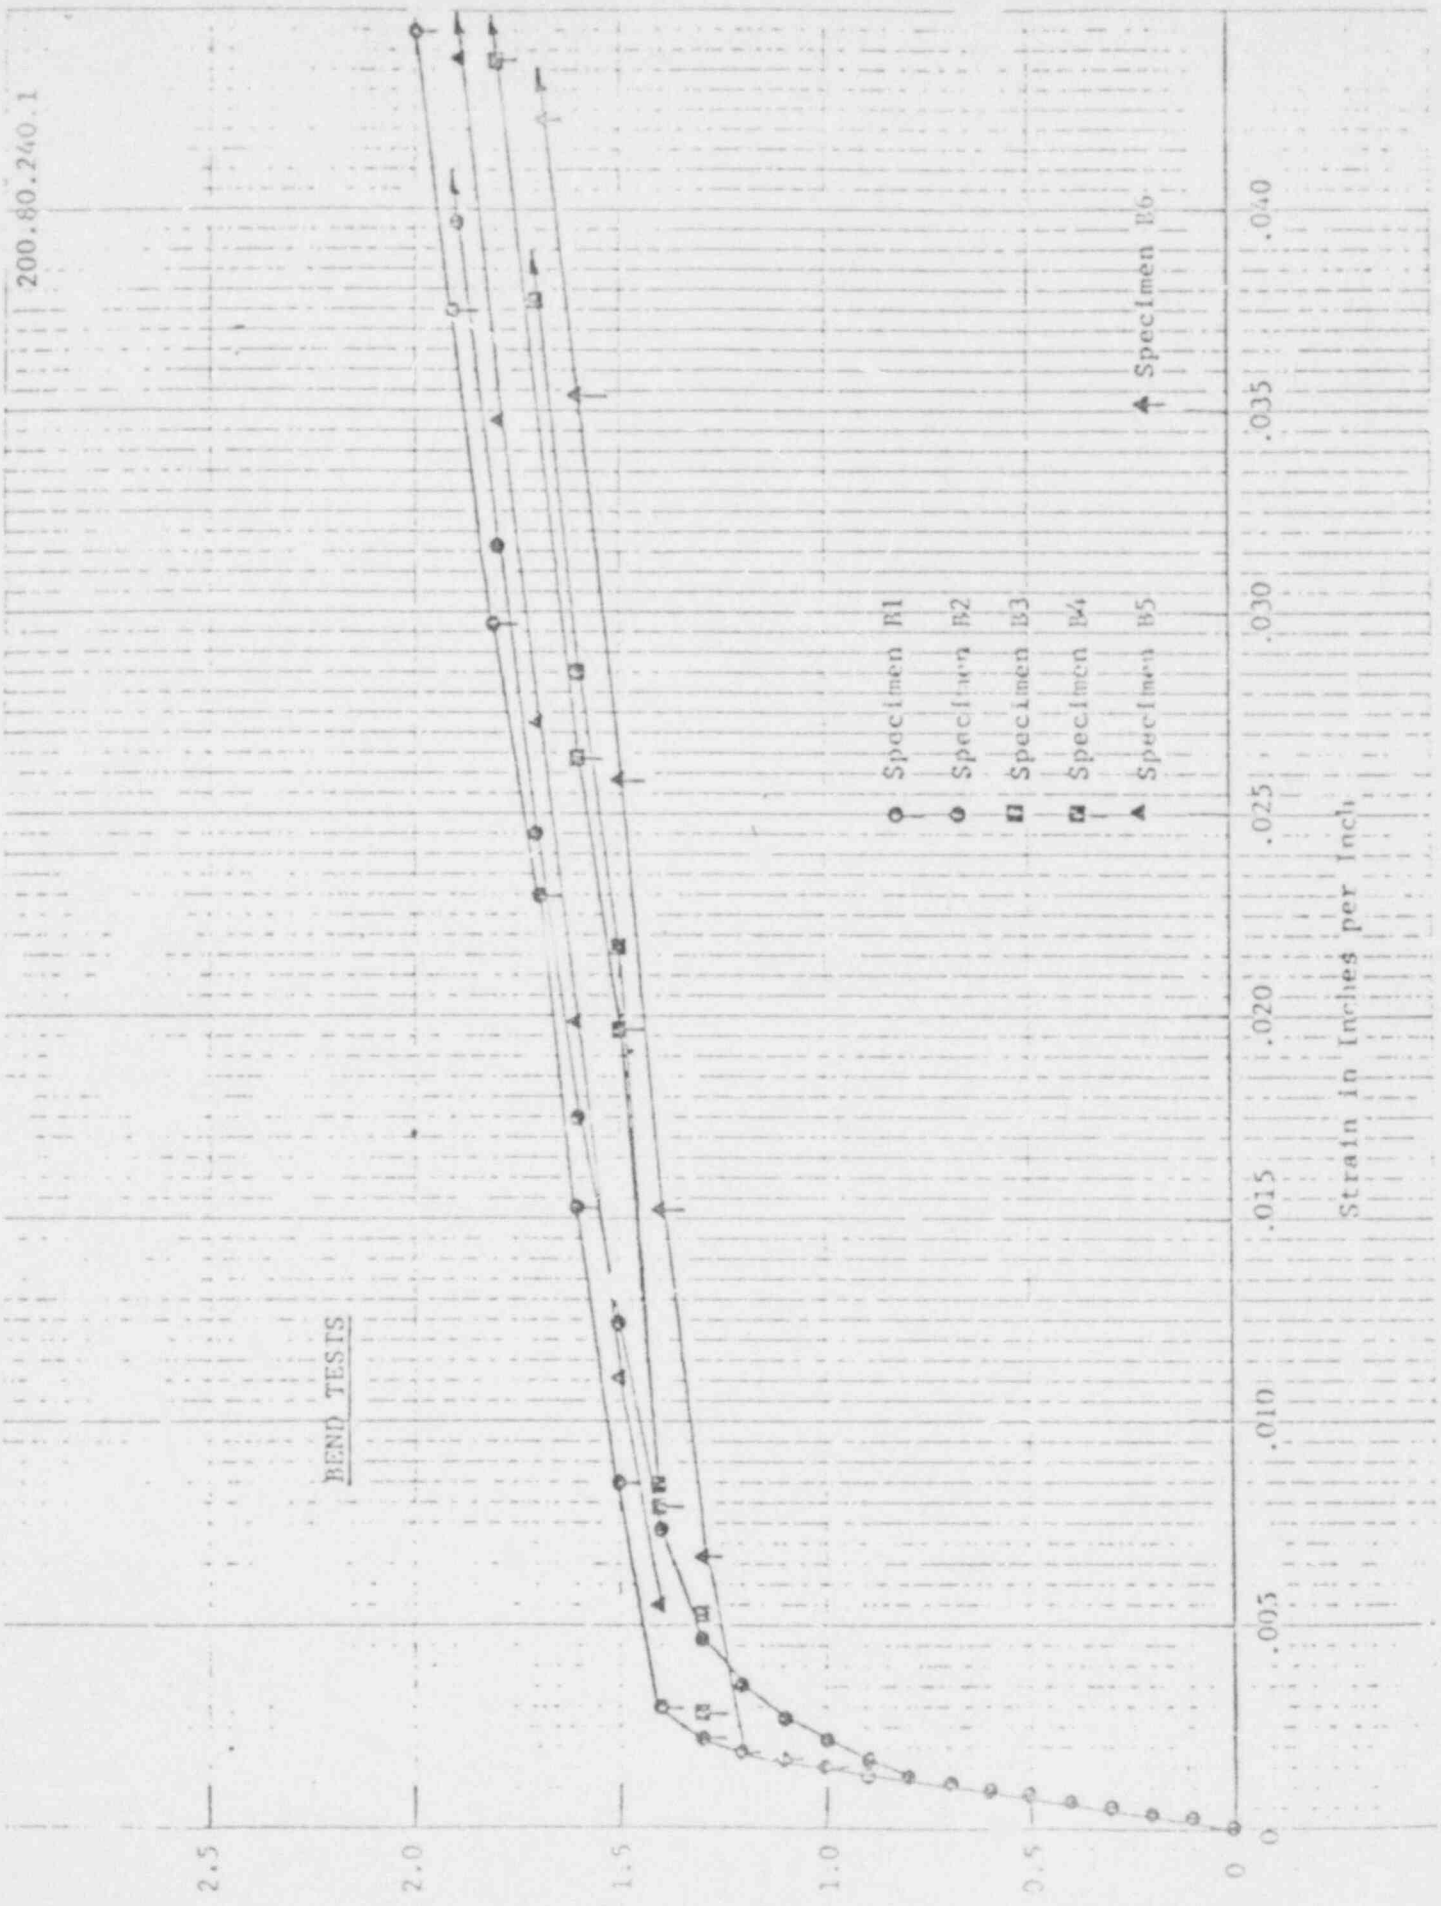 200.80.240.1
BEND TESTS
2.5
2.0
1.5
1.0
0.5
0
Specimen B1
Specimen B2
Specimen B3
Specimen B4
Specimen B5
Specimen B6
0
.005
.010
.015
.020
.025
.030
.035
.040
Strain in Inches per Inch